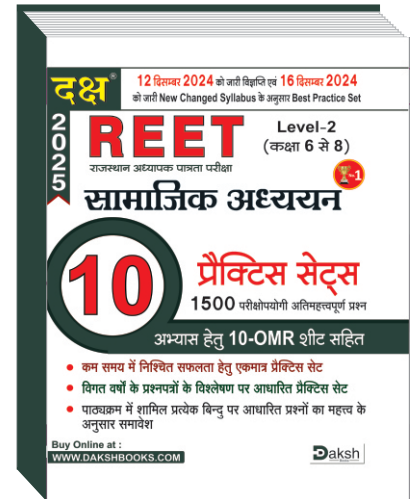 दक्ष®
12 दिसम्बर 2024 को जारी विज्ञप्ति एवं 16 दिसम्बर 2024
को जारी New Changed Syllabus के अनुसार Best Practice Set
2025
REET
Level-2
(कक्षा 6 से 8)
राजस्थान अध्यापक पात्रता परीक्षा
-1
सामाजिक अध्ययन
10
प्रैक्टिस सेट्स
1500 परीक्षोपयोगी अतिमहत्त्वपूर्ण प्रश्न
अभ्यास हेतु 10-OMR शीट सहित
• कम समय में निश्चित सफलता हेतु एकमात्र प्रैक्टिस सेट
• विगत वर्षों के प्रश्नपत्रों के विश्लेषण पर आधारित प्रैक्टिस सेट
• पाठ्यक्रम में शामिल प्रत्येक बिन्दु पर आधारित प्रश्नों का महत्त्व के
अनुसार समावेश
Buy Online at :
WWW.DAKSHBOOKS.COM
Daksh